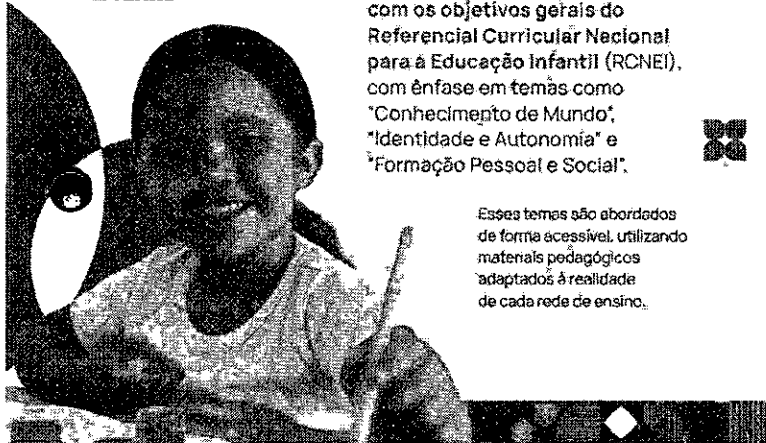 com os objetivos gerais do
Referencial Curricular Nacional
para a Educação Infantil (RCNEI),
com ênfase em temas como
"Conhecimento de Mundo",
"Identidade e Autonomia" e
"Formação Pessoal e Social".
Esses temas são abordados
de forma acessível, utilizando
materiais pedagógicos
adaptados à realidade
de cada rede de ensino.